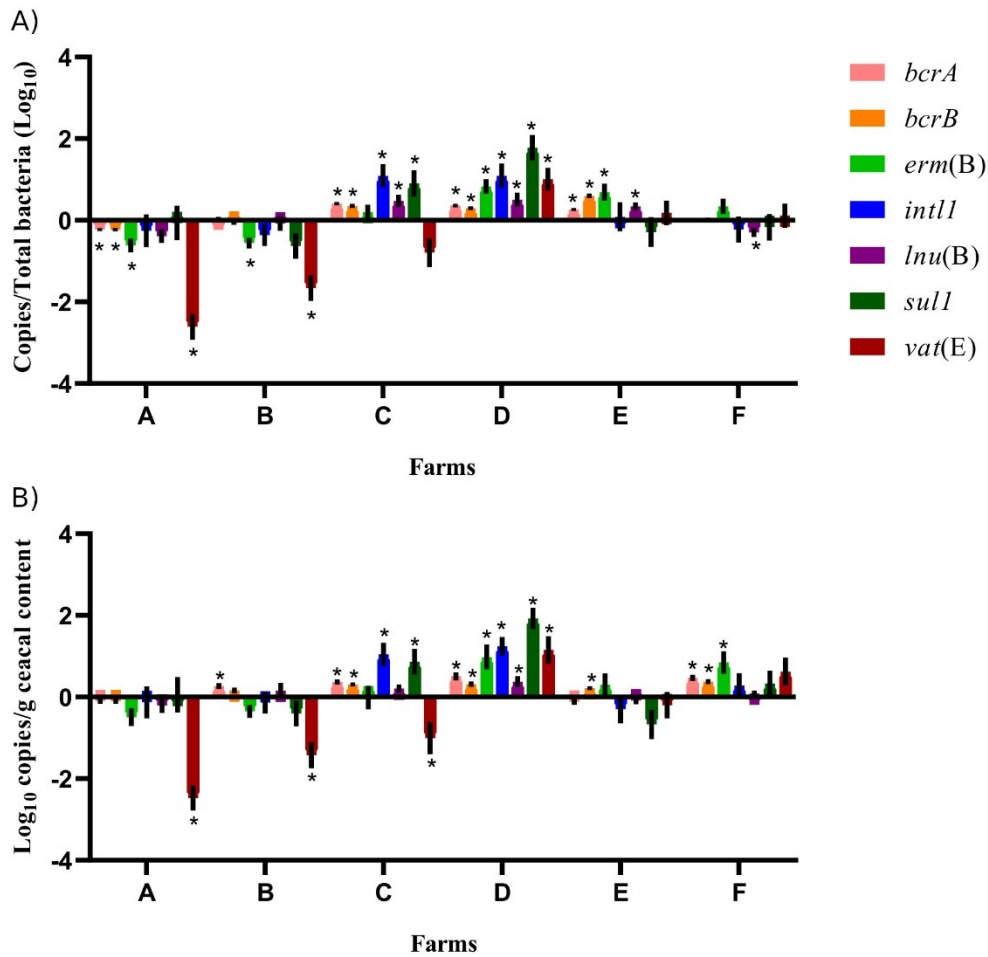 A)
Copies/Total bacteria (Log10)
4
2
0
-2
-4
* * * * * * * * * * * * * * * * * * * * * * *
A B C D E F
Farms
bcrA
bcrB
erm(B)
intI1
lnu(B)
sul1
vat(E)
B)
Log10 copies/g ceacal content
4
2
0
-2
-4
* * * * * * * * * * * * * * * * * * *
A B C D E F
Farms